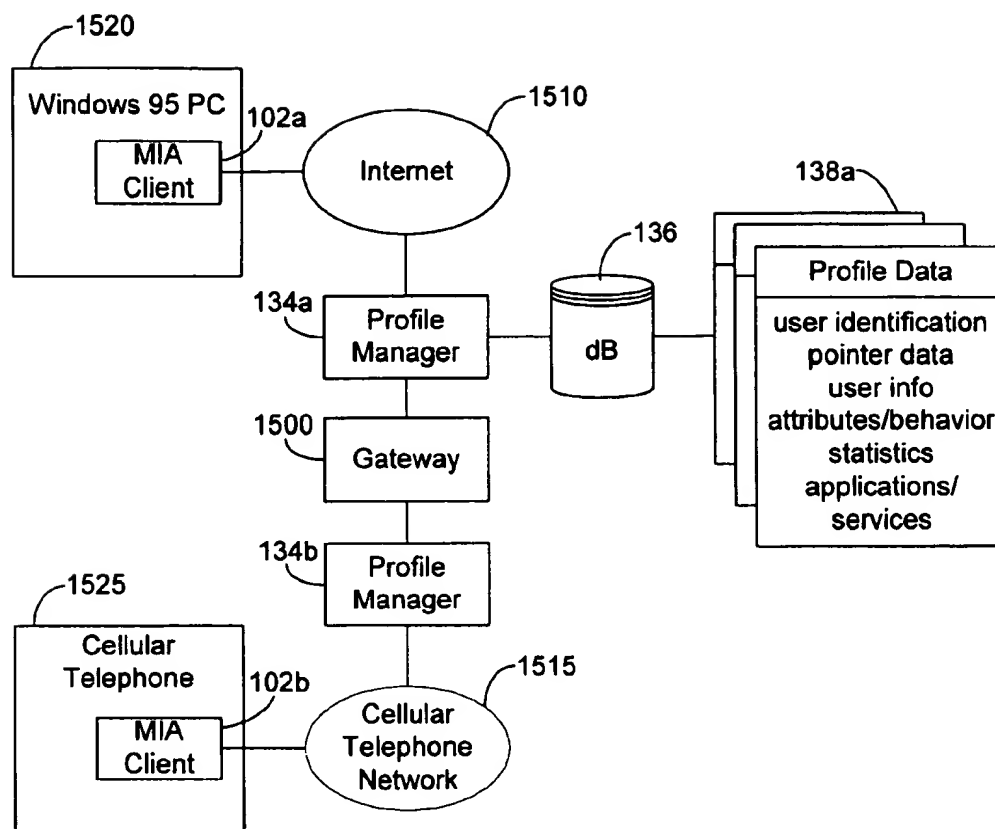 1520
Windows 95 PC
102a
MIA
Client
1510
Internet
138a
136
dB
Profile Data
user identification
pointer data
user info
attributes/behavior
statistics
applications/
services
134a
Profile
Manager
1500
Gateway
134b
Profile
Manager
1525
Cellular
Telephone
102b
MIA
Client
1515
Cellular
Telephone
Network